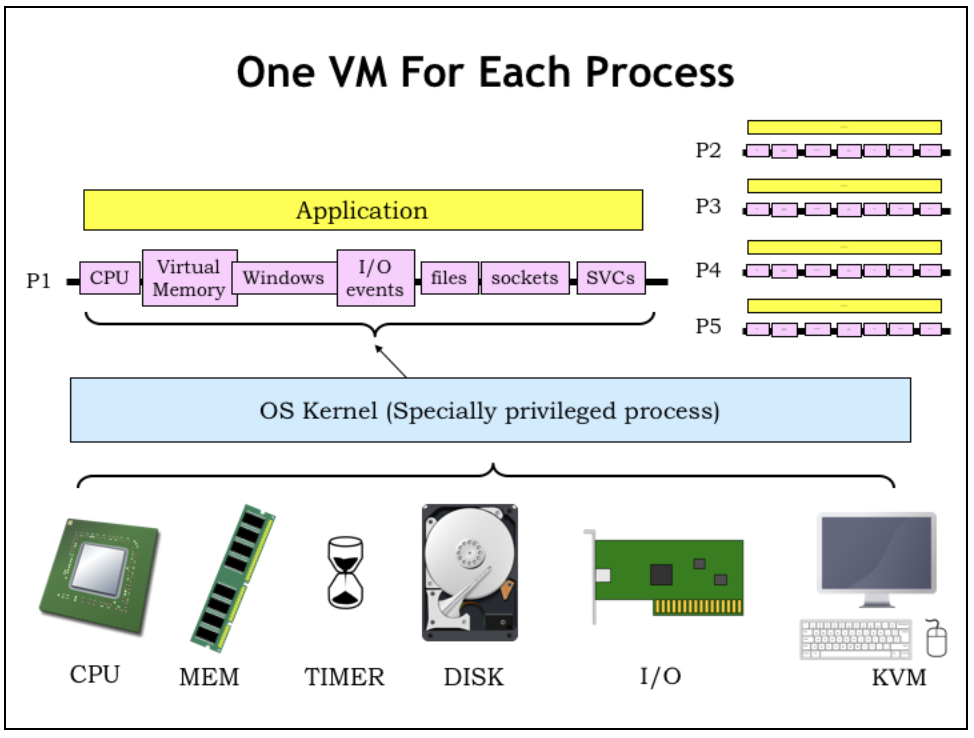 One VM For Each Process
P2
P3
P4
P5
Application
P1
CPU
Virtual
Memory
Windows
I/O
events
files
sockets
SVCs
OS Kernel (Specially privileged process)
CPU
MEM
TIMER
DISK
I/O
KVM